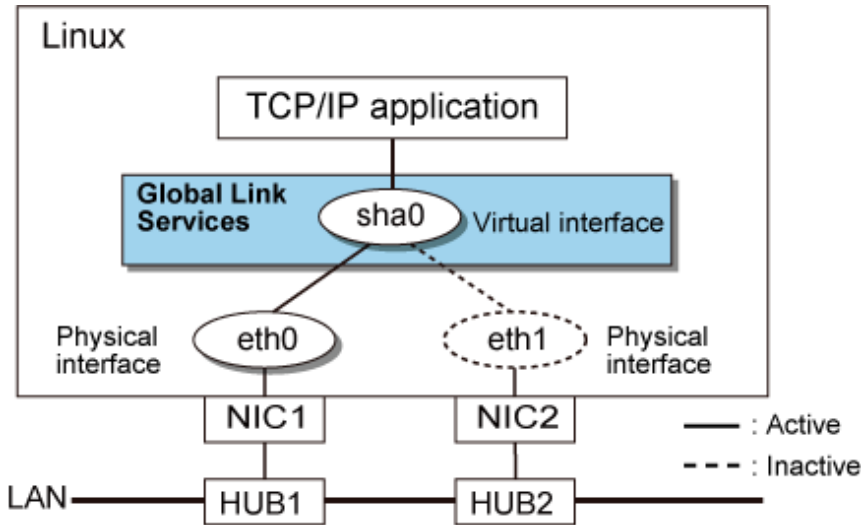 Linux
TCP/IP application
Global Link
Services
sha0
Virtual interface
Physical
interface
eth0
eth1
Physical
interface
NIC1
NIC2
: Active
: Inactive
LAN
HUB1
HUB2